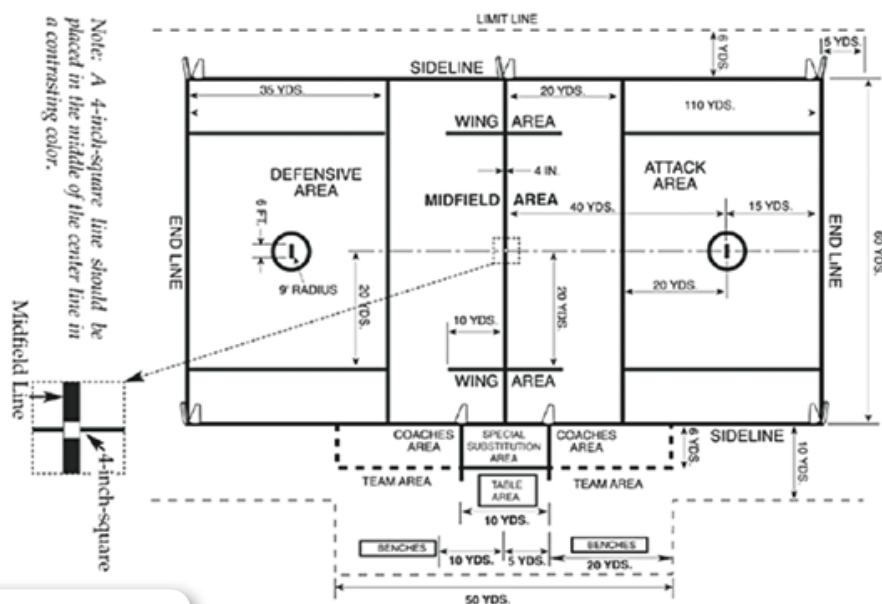 LIMIT LINE
6 YDS.
5 YDS.
SIDELINE
35 YDS.
20 YDS.
110 YDS.
WING AREA
4 IN.
DEFENSIVE
AREA
ATTACK
AREA
MIDFIELD AREA
40 YDS.
15 YDS.
6 FT.
END LINE
END LINE
60 YDS.
9' RADIUS
20 YDS.
20 YDS.
20 YDS.
10 YDS.
WING AREA
COACHES
AREA
SPECIAL
SUBSTITUTION
AREA
COACHES
AREA
SIDELINE
6 YDS.
10 YDS.
TEAM AREA
TABLE
AREA
TEAM AREA
10 YDS.
BENCHES
10 YDS.
5 YDS.
BENCHES
20 YDS.
50 YDS.
Note: A 4-inch-square line should be
placed in the middle of the center line in
a contrasting color.
Midfield Line
4-inch-square